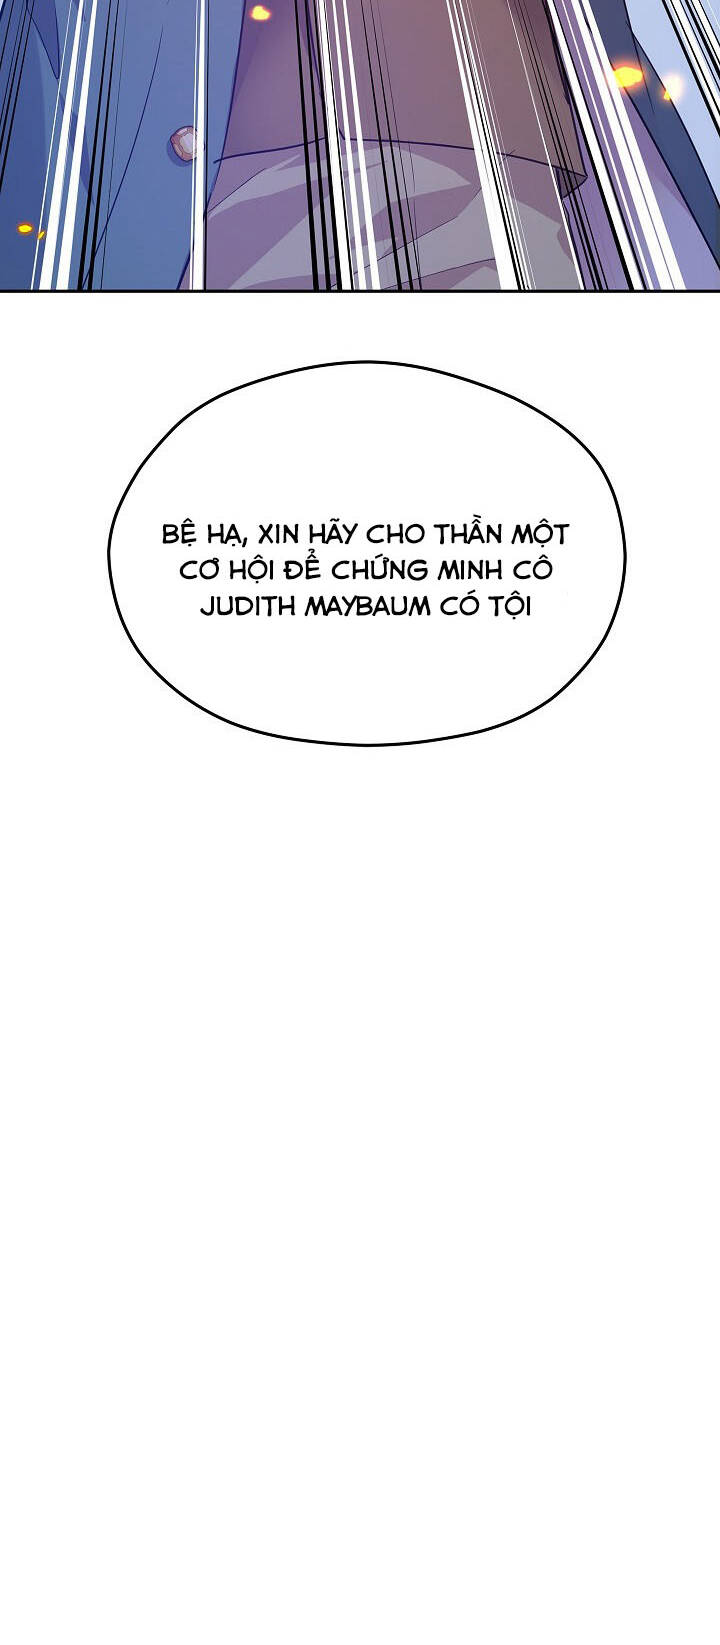 BỆ HẠ, XIN HÃY CHO THẦN MỘT
CƠ HỘI ĐỂ CHỨNG MINH CÔ
JUDITH MAYBAUM CÓ TỘI